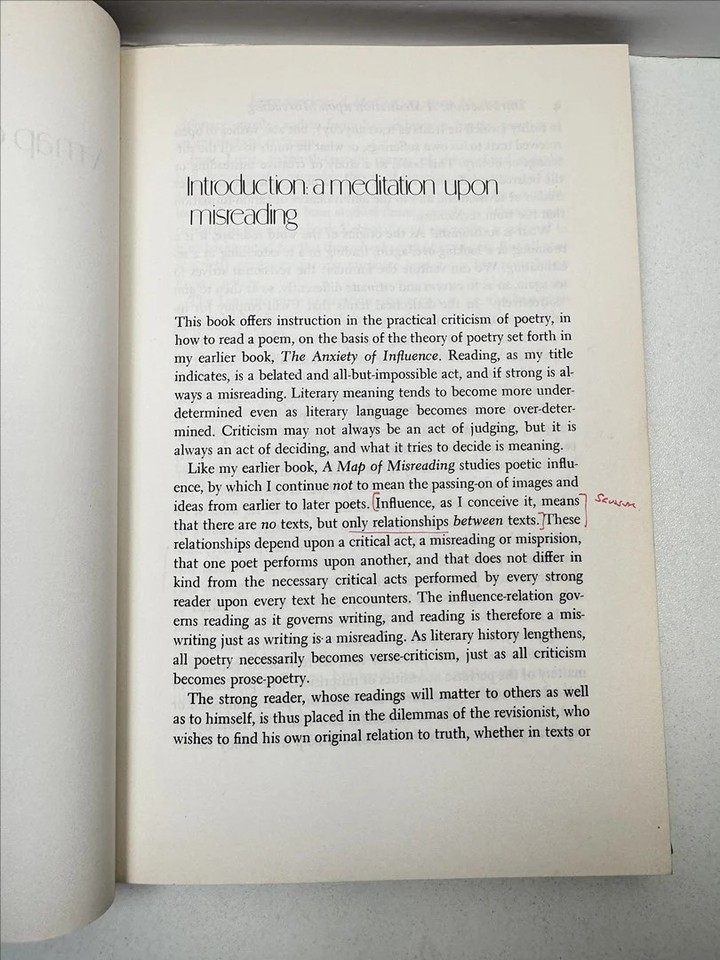 Introduction: a meditation upon
misreading
This book offers instruction in the practical criticism of poetry, in
how to read a poem, on the basis of the theory of poetry set forth in
my earlier book, The Anxiety of Influence. Reading, as my title
indicates, is a belated and all-but-impossible act, and if strong is al-
ways a misreading. Literary meaning tends to become more under-
determined even as literary language becomes more over-deter-
mined. Criticism may not always be an act of judging, but it is
always an act of deciding, and what it tries to decide is meaning.
Like my earlier book, A Map of Misreading studies poetic influ-
ence, by which I continue not to mean the passing-on of images and
ideas from earlier to later poets. [Influence, as I conceive it, means
that there are no texts, but only relationships between texts.] These
relationships depend upon a critical act, a misreading or misprision,
that one poet performs upon another, and that does not differ in
kind from the necessary critical acts performed by every strong
reader upon every text he encounters. The influence-relation gov-
erns reading as it governs writing, and reading is therefore a mis-
writing just as writing is a misreading. As literary history lengthens,
all poetry necessarily becomes verse-criticism, just as all criticism
becomes prose-poetry.
The strong reader, whose readings will matter to others as well
as to himself, is thus placed in the dilemmas of the revisionist, who
wishes to find his own original relation to truth, whether in texts or